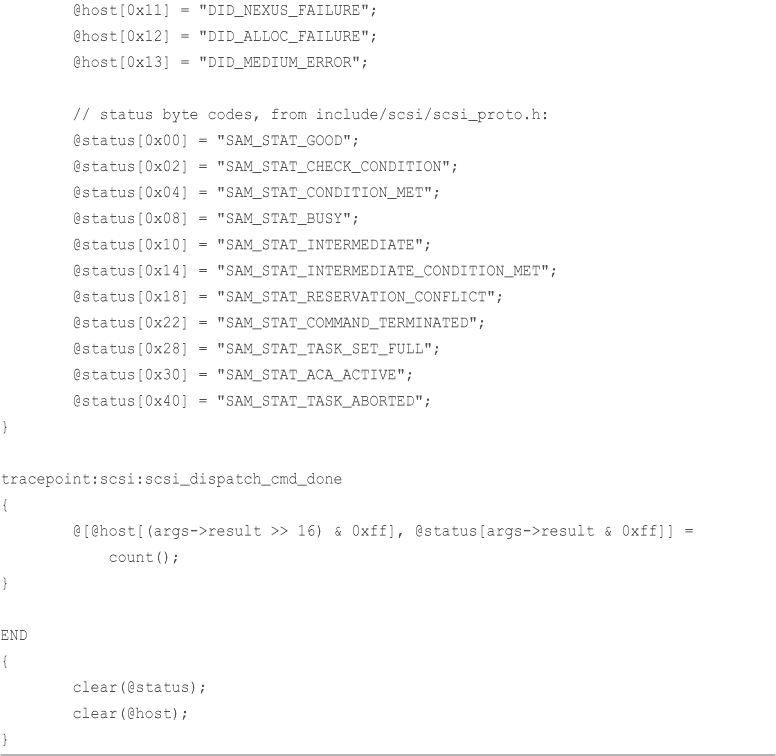 @host[0x11] = "DID_NEXUS_FAILURE";
@host[0x12] = "DID_ALLOC_FAILURE";
@host[0x13] = "DID_MEDIUM_ERROR";
// status byte codes, from include/scsi/scsi_proto.h:
@status[0x00] = "SAM_STAT_GOOD";
@status[0x02] = "SAM_STAT_CHECK_CONDITION";
@status[0x04] = "SAM_STAT_CONDITION_MET";
@status[0x08] = "SAM_STAT_BUSY";
@status[0x10] = "SAM_STAT_INTERMEDIATE";
@status[0x14] = "SAM_STAT_INTERMEDIATE_CONDITION_MET";
@status[0x18] = "SAM_STAT_RESERVATION_CONFLICT";
@status[0x22] = "SAM_STAT_COMMAND_TERMINATED";
@status[0x28] = "SAM_STAT_TASK_SET_FULL";
@status[0x30] = "SAM_STAT_ACA_ACTIVE";
@status[0x40] = "SAM_STAT_TASK_ABORTED";
}
tracepoint:scsi:scsi_dispatch_cmd_done
{
@[@host[(args->result >> 16) & 0xff], @status[args->result & 0xff]] =
count();
}
END
{
clear(@status);
clear(@host);
}